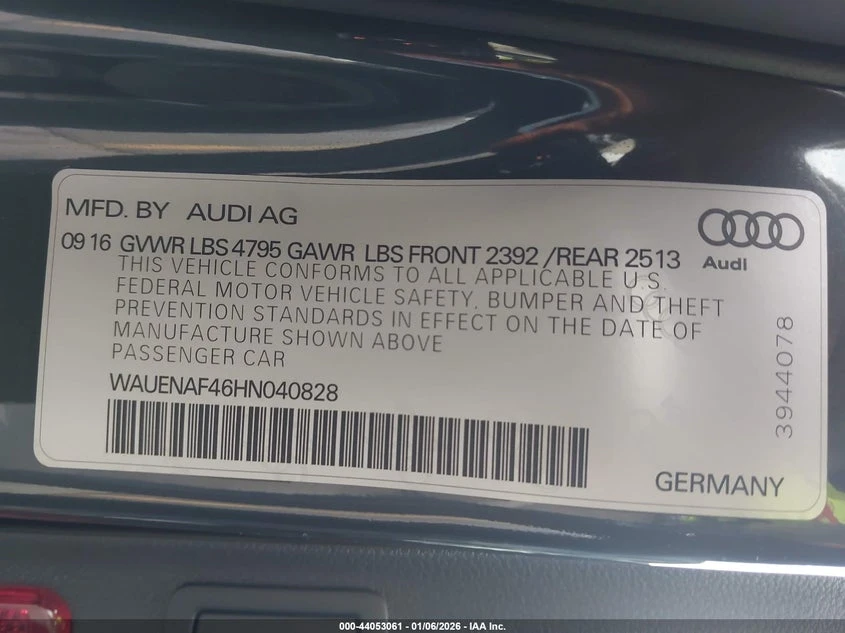 MFD. BY AUDI AG
09 16 GVWR LBS 4795 GAWR LBS FRONT 2392 /REAR 2513
THIS VEHICLE CONFORMS TO ALL APPLICABLE U.S.
FEDERAL MOTOR VEHICLE SAFETY, BUMPER AND THEFT
PREVENTION STANDARDS IN EFFECT ON THE DATE OF
MANUFACTURE SHOWN ABOVE
PASSENGER CAR
WAUENAF46HN040828
Audi
3944078
GERMANY
000-44053061 - 01/06/2026 - IAA Inc.